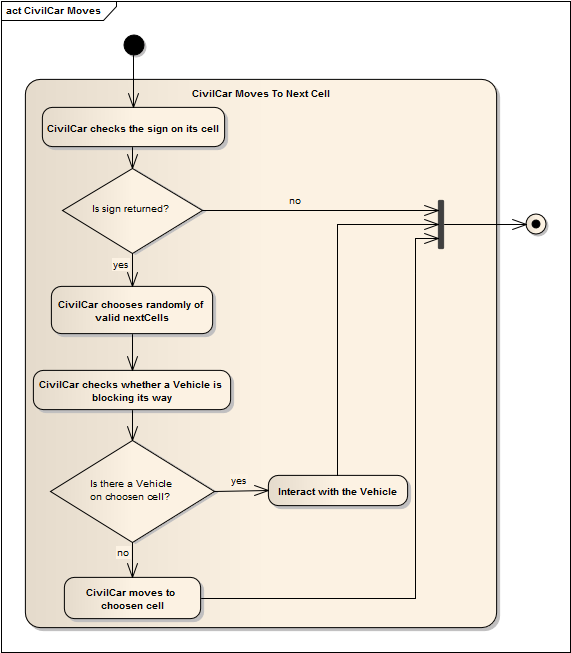 act CivilCar Moves
CivilCar Moves To Next Cell
CivilCar checks the sign on its cell
Is sign returned?
no
yes
CivilCar chooses randomly of
valid nextCells
CivilCar checks whether a Vehicle is
blocking its way
Is there a Vehicle
on choosen cell?
yes
Interact with the Vehicle
no
CivilCar moves to
choosen cell